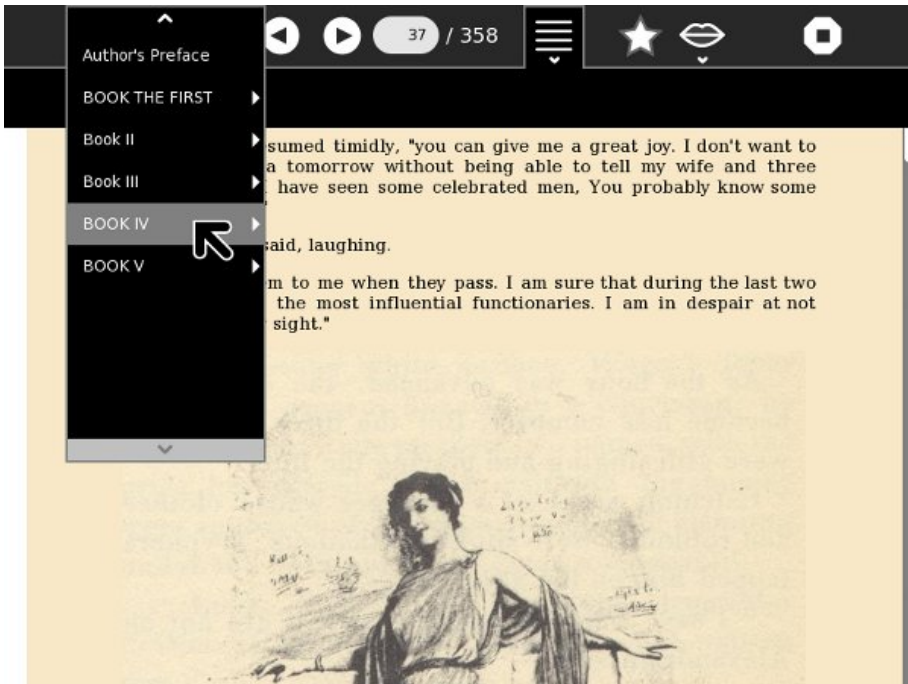 37 / 358
Author's Preface
BOOK THE FIRST
Book II
Book III
BOOK IV
BOOK V
sumed timidly, "you can give me a great joy. I don't want to
a tomorrow without being able to tell my wife and three
have seen some celebrated men, You probably know some
"
said, laughing.
m to me when they pass. I am sure that during the last two
the most influential functionaries. I am in despair at not
sight."